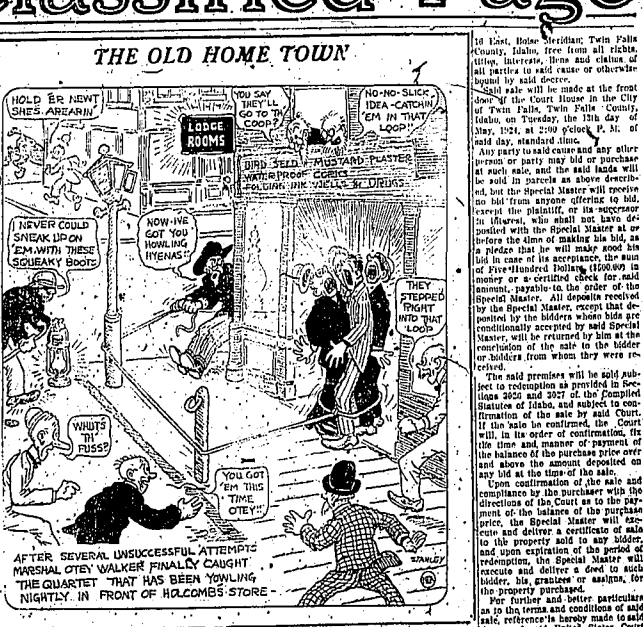 Classified Page
THE OLD HOME TOWN
HOLD 'ER NEWT
SHE'S A REARIN'
LODGE
ROOMS
YOU SAY
THEY'LL
GO TO TH'
COOP?
NO-NO-SLICK
IDEA-CATCHIN
'EM IN THAT
LOOP!!
BIRD SEED - MUSTARD PLASTER
WATERPROOF CORKS
FOLDING INK WELLS & DRUGS
I NEVER COULD
SNEAK UP ON
'EM WITH THESE
SQUEAKY BOOTS
NOW-IVE
GOT YOU
HOWLING
HYENAS!
THEY
STEPPED
RIGHT
INTO THAT
LOOP
WHUTS
TH'
FUSS?
YOU GOT
'EM THIS
TIME
OTEY!!
AFTER SEVERAL UNSUCCESSFUL ATTEMPTS
MARSHAL OTEY WALKER FINALLY CAUGHT
THE QUARTET THAT HAS BEEN YOWLING
NIGHTLY IN FRONT OF HOLCOMBS STORE -
STANLEY
16 East, Boise Meridian; Twin Falls
County, Idaho, free from all rights,
titles, interests, liens and claims of
all parties to said cause or otherwise
bound by said decree.
Said sale will be made at the front
door of the Court House in the City
of Twin Falls, Twin Falls County,
Idaho, on Tuesday, the 13th day of
May, 1924, at 2:00 o'clock P. M. of
said day, standard time.
Any party to said cause and any other
person or party may bid or purchase
at such sale, and the said lands will
be sold in parcels as above describ-
ed, but the Special Master will receive
no bid from anyone offering to bid,
except the plaintiff, or its successor
in interest, who shall not have de-
posited with the Special Master at or
before the time of making his bid, as
a pledge that he will make good his
bid in case of its acceptance, the sum
of Five Hundred Dollars ($500.00) in
money or a certified check for said
amount, payable to the order of the
Special Master. All deposits received
by the Special Master, except that de-
posited by the bidders whose bids are
conditionally accepted by said Special
Master, will be returned by him at the
conclusion of the sale to the bidder
or bidders from whom they were re-
ceived.
The said premises will be sold sub-
ject to redemption as provided in Sec-
tions 2926 and 3027 of the Compiled
Statutes of Idaho, and subject to con-
firmation of the sale by said Court.
If the sale be confirmed, the Court
will, in its order of confirmation, fix
the time and manner of payment of
the balance of the purchase price over
and above the amount deposited on
any bid at the time of the sale.
Upon confirmation of the sale and
compliance by the purchaser with the
directions of the Court as to the pay-
ment of the balance of the purchase
price, the Special Master will exe-
cute and deliver a certificate of sale
to the property sold to any bidder,
and upon expiration of the period of
redemption, the Special Master will
execute and deliver a deed to such
bidder, his grantees or assigns, for
the property purchased.
For further and better particulars
as to the terms and conditions of said
sale, reference is hereby made to said